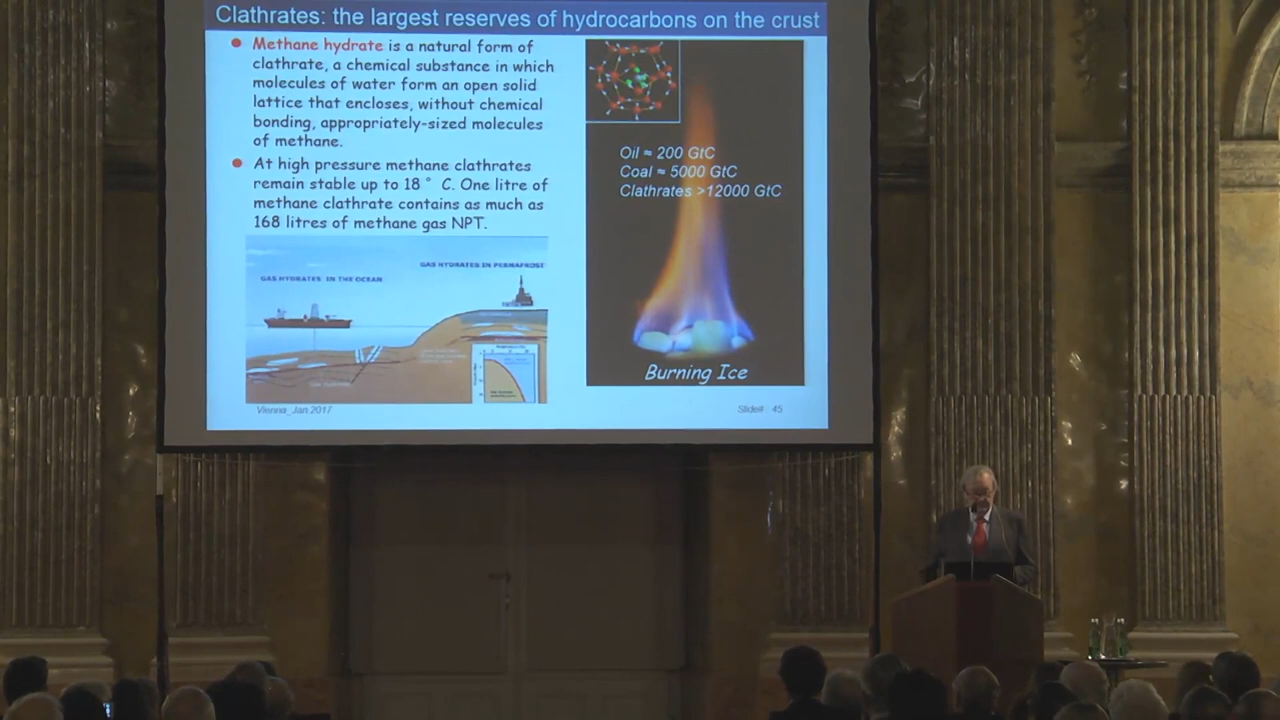 Clathrates: the largest reserves of hydrocarbons on the crust
Methane hydrate is a natural form of
clathrate, a chemical substance in which
molecules of water form an open solid
lattice that encloses, without chemical
bonding, appropriately-sized molecules
of methane.
At high pressure methane clathrates
remain stable up to 18° C. One litre of
methane clathrate contains as much as
168 litres of methane gas NPT.
GAS HYDRATES IN THE OCEAN
GAS HYDRATES IN PERMAFROST
Oil ≈ 200 GtC
Coal ≈ 5000 GtC
Clathrates >12000 GtC
Burning Ice
Vienna_Jan 2017
Slide# 45